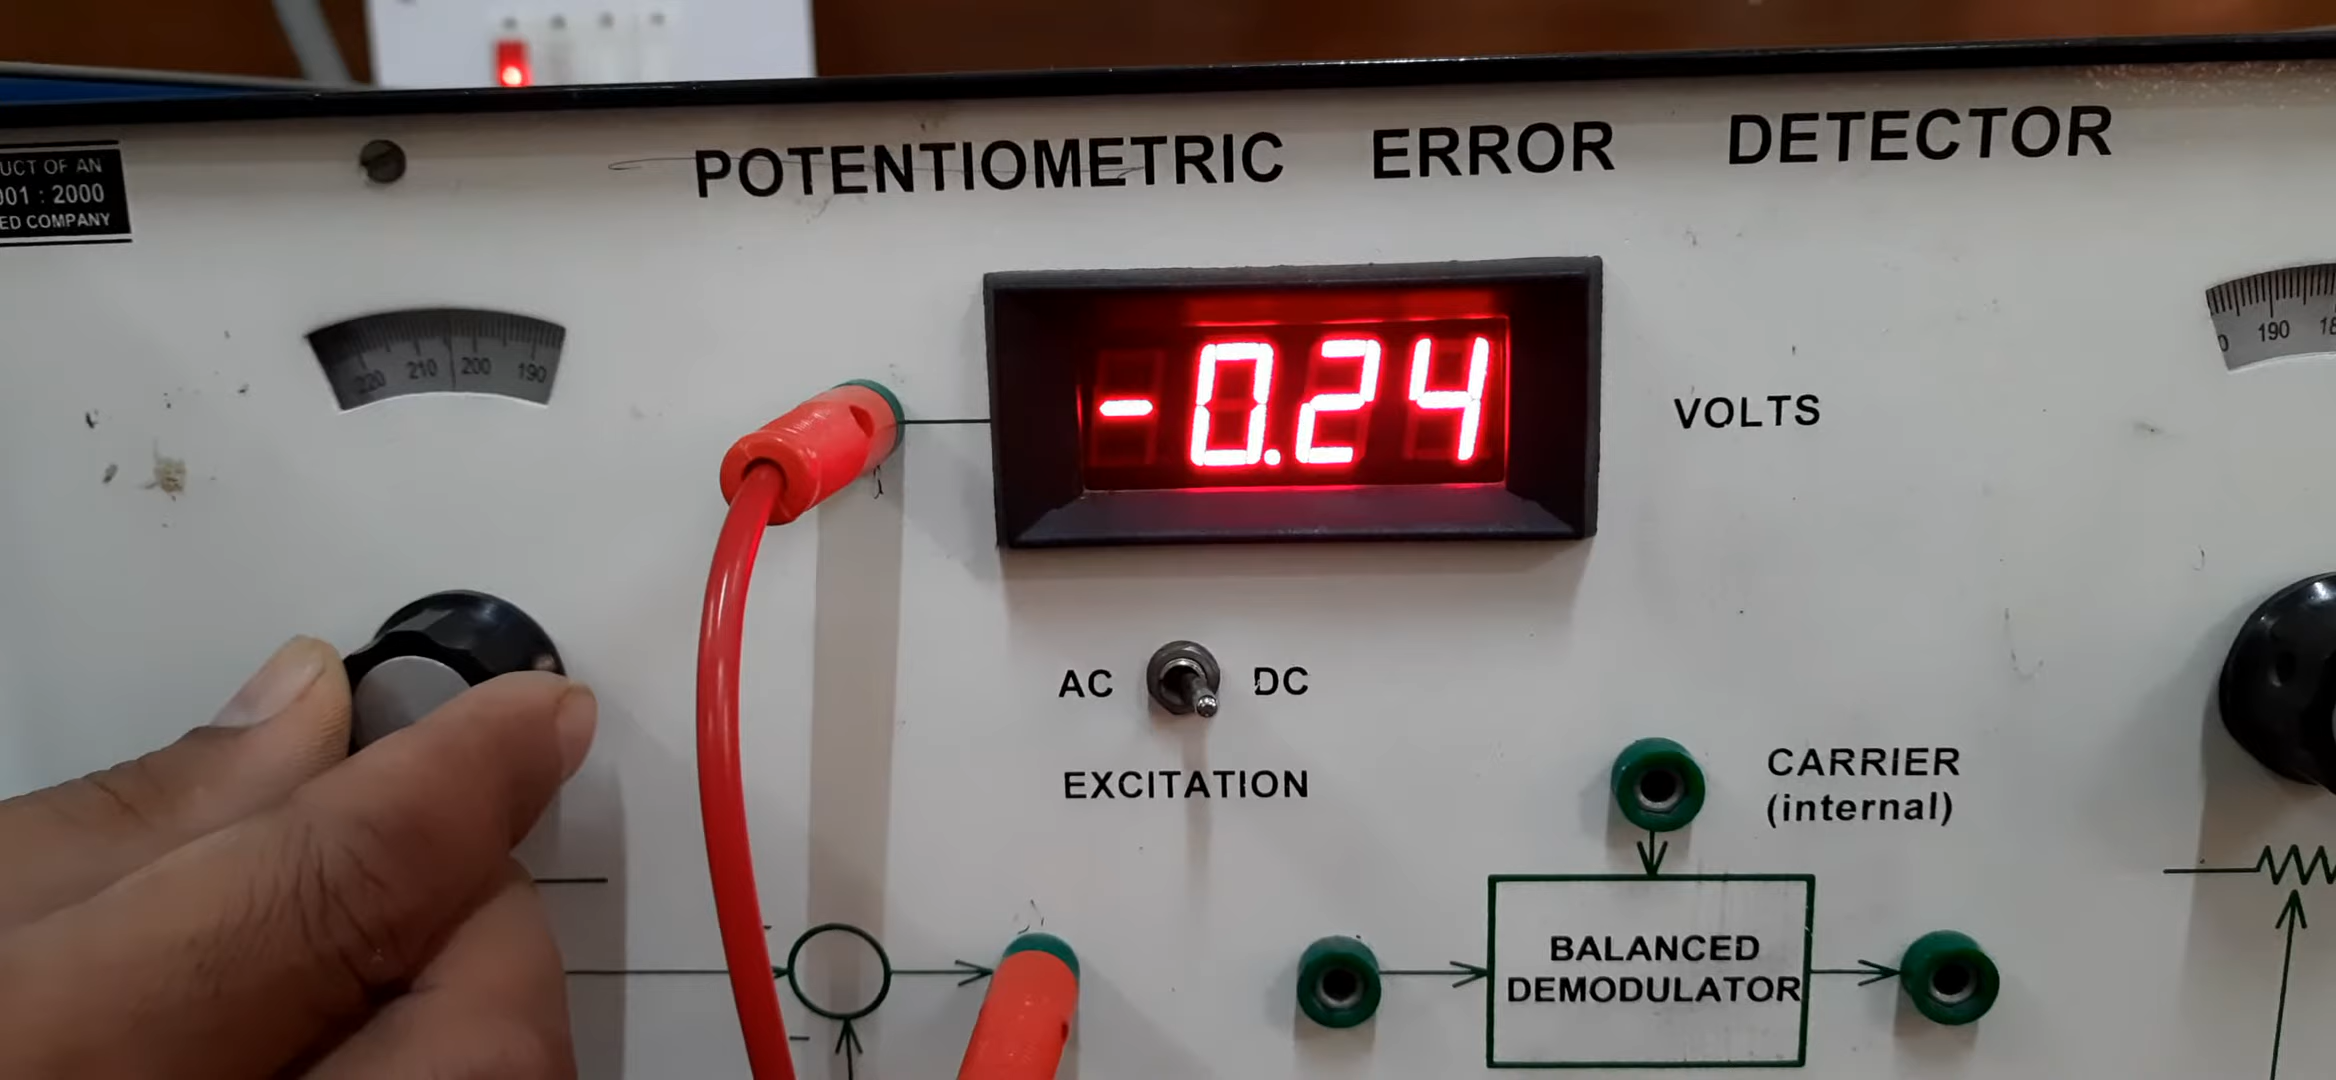 UCT OF AN
001 : 2000
ED COMPANY
POTENTIOMETRIC ERROR DETECTOR
220 210 200 190
-0.24
VOLTS
190
AC DC
EXCITATION
CARRIER
(internal)
BALANCED
DEMODULATOR